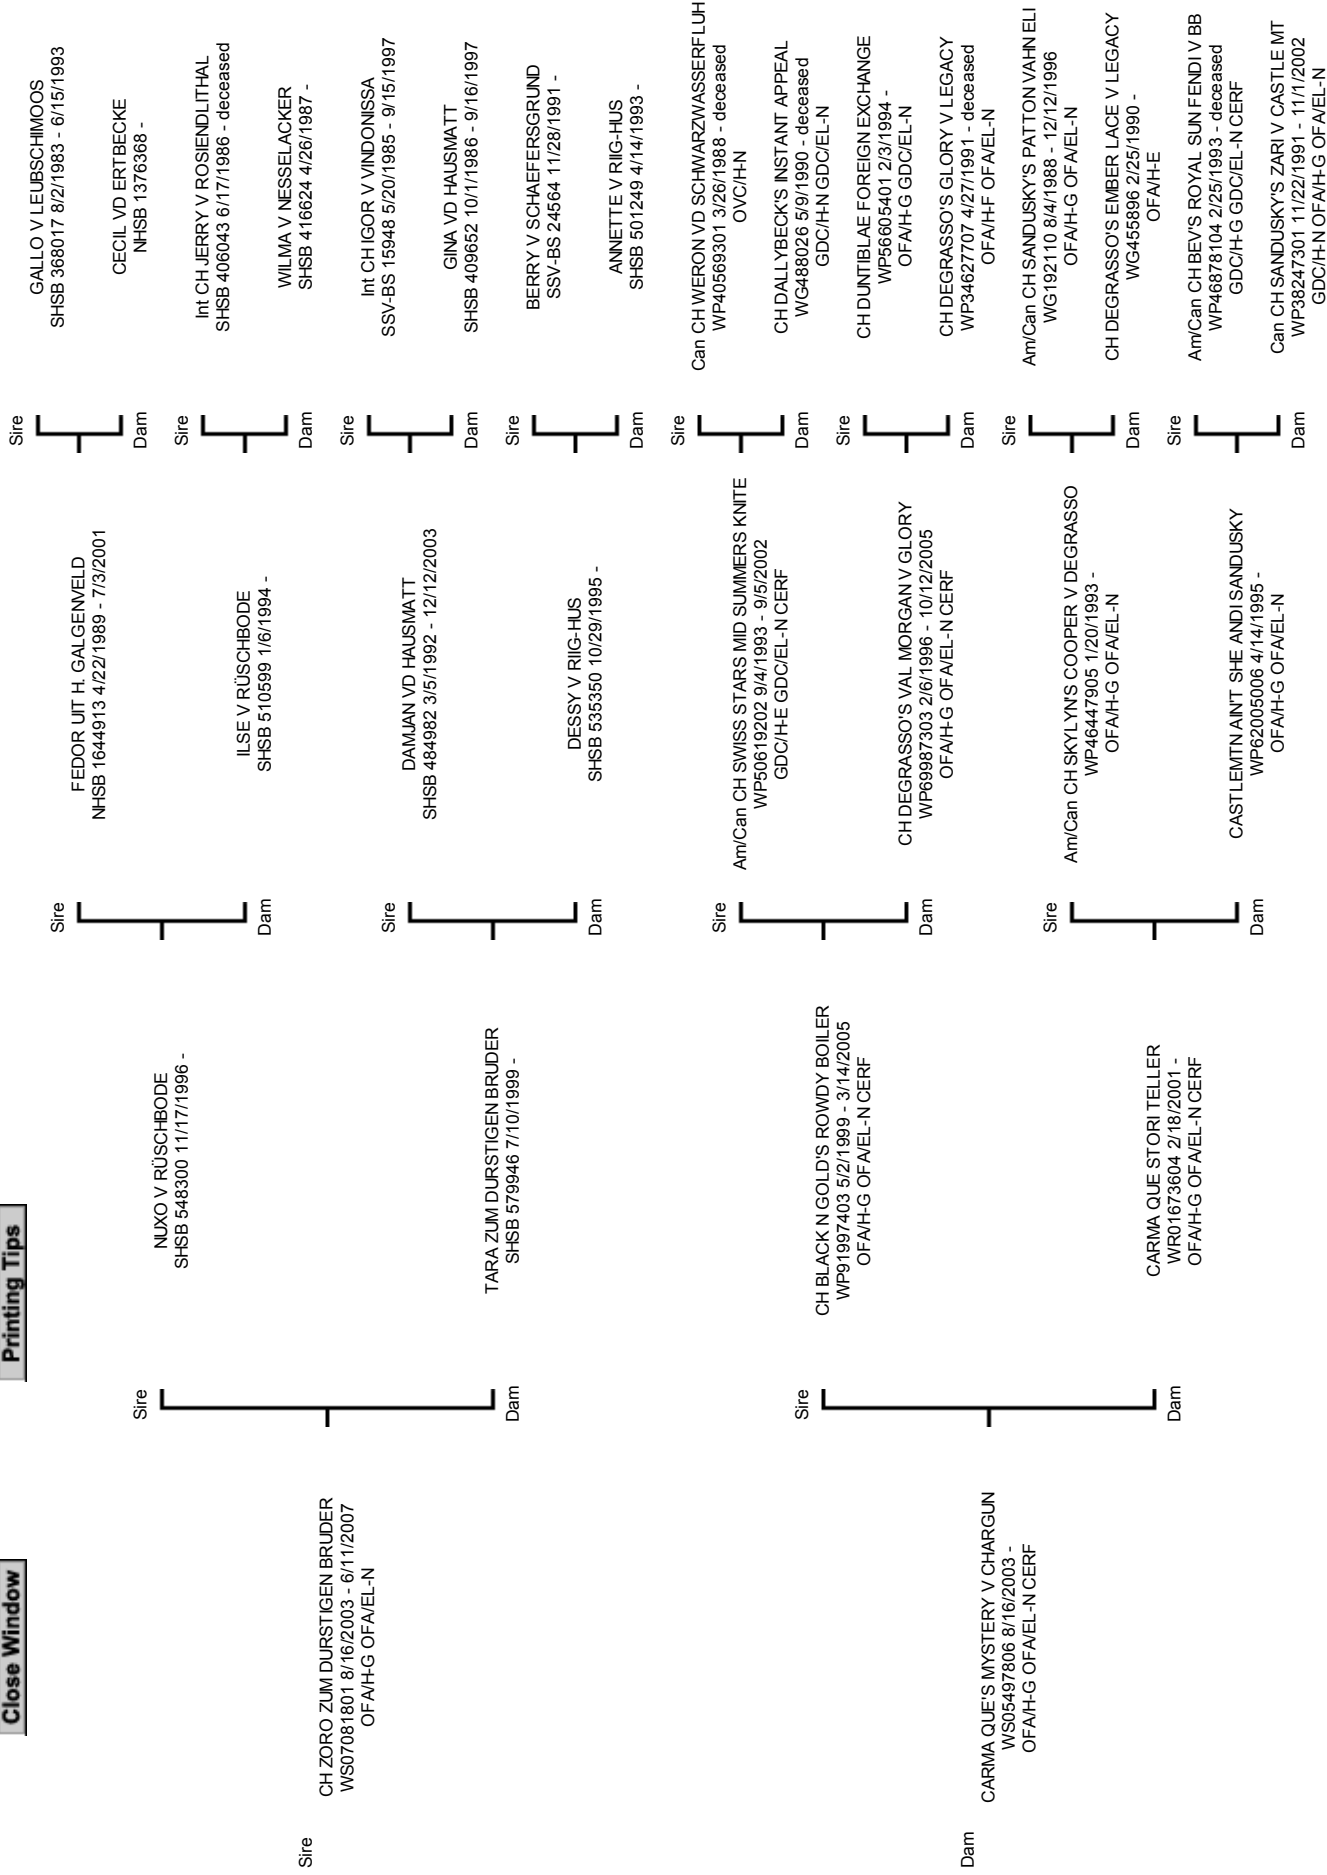 Close Window
Printing Tips
Sire
CH ZORO ZUM DURSTIGEN BRUDER
WS07081801 8/16/2003 - 6/11/2007
OFA/H-G OFA/EL-N
Dam
CARMA QUE'S MYSTERY V CHARGUN
WS05497806 8/16/2003 -
OFA/H-G OFA/EL-N CERF
Sire
NUXO V RÜSCHBODE
SHSB 548300 11/17/1996 -
Dam
TARA ZUM DURSTIGEN BRUDER
SHSB 579946 7/10/1999 -
Sire
CH BLACK N GOLD'S ROWDY BOILER
WP91997403 5/2/1999 - 3/14/2005
OFA/H-G OFA/EL-N CERF
Dam
CARMA QUE STORI TELLER
WR01673604 2/18/2001 -
OFA/H-G OFA/EL-N CERF
Sire
FEDOR UIT H. GALGENVELD
NHSB 1644913 4/22/1989 - 7/3/2001
Dam
ILSE V RÜSCHBODE
SHSB 510599 1/6/1994 -
Sire
DAMJAN VD HAUSMATT
SHSB 484982 3/5/1992 - 12/12/2003
Dam
DESSY V RIIG-HUS
SHSB 535350 10/29/1995 -
Sire
Am/Can CH SWISS STARS MID SUMMERS KNITE
WP50619202 9/4/1993 - 9/5/2002
GDC/H-E GDC/EL-N CERF
Dam
CH DEGRASSO'S VAL MORGAN V GLORY
WP69987303 2/6/1996 - 10/12/2005
OFA/H-G OFA/EL-N CERF
Sire
Am/Can CH SKYLYN'S COOPER V DEGRASSO
WP46447905 1/20/1993 -
OFA/H-G OFA/EL-N
Dam
CASTLEMTN AIN'T SHE ANDI SANDUSKY
WP62005006 4/14/1995 -
OFA/H-G OFA/EL-N
Sire
GALLO V LEUBSCHIMOOS
SHSB 368017 8/2/1983 - 6/15/1993
Dam
CECIL VD ERTBECKE
NHSB 1376368 -
Sire
Int CH JERRY V ROSIENDLITHAL
SHSB 406043 6/17/1986 - deceased
Dam
WILMA V NESSELACKER
SHSB 416624 4/26/1987 -
Sire
Int CH IGOR V VINDONISSA
SSV-BS 15948 5/20/1985 - 9/15/1997
Dam
GINA VD HAUSMATT
SHSB 409652 10/1/1986 - 9/16/1997
Sire
BERRY V SCHAEFERSGRUND
SSV-BS 24564 11/28/1991 -
Dam
ANNETTE V RIIG-HUS
SHSB 501249 4/14/1993 -
Sire
Can CH WERON VD SCHWARZWASSERFLUH
WP40569301 3/26/1988 - deceased
OVC/H-N
Dam
CH DALLYBECK'S INSTANT APPEAL
WG488026 5/9/1990 - deceased
GDC/H-N GDC/EL-N
Sire
CH DUNTIBLAE FOREIGN EXCHANGE
WP56605401 2/3/1994 -
OFA/H-G GDC/EL-N
Dam
CH DEGRASSO'S GLORY V LEGACY
WP34627707 4/27/1991 - deceased
OFA/H-F OFA/EL-N
Sire
Am/Can CH SANDUSKY'S PATTON VAHN ELI
WG192110 8/4/1988 - 12/12/1996
OFA/H-G OFA/EL-N
Dam
CH DEGRASSO'S EMBER LACE V LEGACY
WG455896 2/25/1990 -
OFA/H-E
Sire
Am/Can CH BEV'S ROYAL SUN FENDI V BB
WP46878104 2/25/1993 - deceased
GDC/H-G GDC/EL-N CERF
Dam
Can CH SANDUSKY'S ZARI V CASTLE MT
WP38247301 11/22/1991 - 11/1/2002
GDC/H-N OFA/H-G OFA/EL-N